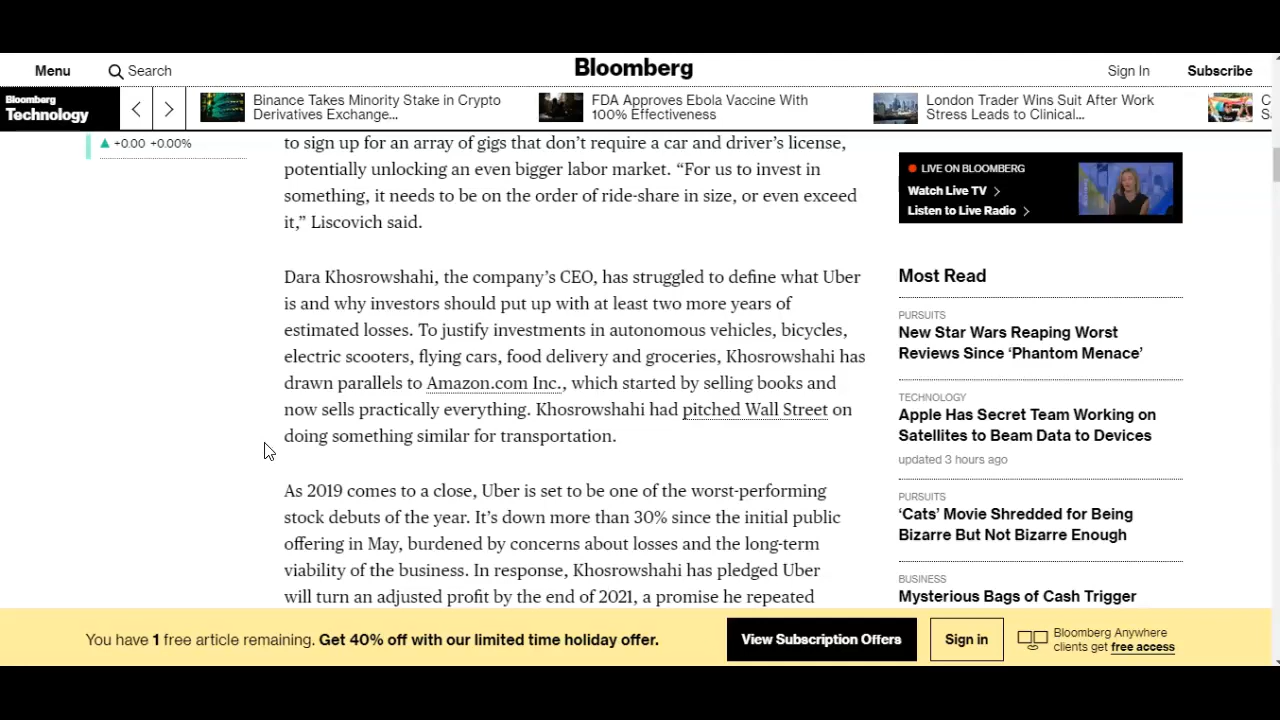 Menu
Search
Bloomberg
Sign In
Subscribe
Bloomberg
Technology
Binance Takes Minority Stake in Crypto
Derivatives Exchange...
FDA Approves Ebola Vaccine With
100% Effectiveness
London Trader Wins Suit After Work
Stress Leads to Clinical...
C
S
+0.00 +0.00%
to sign up for an array of gigs that don’t require a car and driver’s license,
potentially unlocking an even bigger labor market. “For us to invest in
something, it needs to be on the order of ride-share in size, or even exceed
it,” Liscovich said.
Dara Khosrowshahi, the company’s CEO, has struggled to define what Uber
is and why investors should put up with at least two more years of
estimated losses. To justify investments in autonomous vehicles, bicycles,
electric scooters, flying cars, food delivery and groceries, Khosrowshahi has
drawn parallels to Amazon.com Inc., which started by selling books and
now sells practically everything. Khosrowshahi had pitched Wall Street on
doing something similar for transportation.
As 2019 comes to a close, Uber is set to be one of the worst-performing
stock debuts of the year. It’s down more than 30% since the initial public
offering in May, burdened by concerns about losses and the long-term
viability of the business. In response, Khosrowshahi has pledged Uber
will turn an adjusted profit by the end of 2021, a promise he repeated
LIVE ON BLOOMBERG
Watch Live TV
Listen to Live Radio
Most Read
PURSUITS
New Star Wars Reaping Worst
Reviews Since ‘Phantom Menace’
TECHNOLOGY
Apple Has Secret Team Working on
Satellites to Beam Data to Devices
updated 3 hours ago
PURSUITS
‘Cats’ Movie Shredded for Being
Bizarre But Not Bizarre Enough
BUSINESS
Mysterious Bags of Cash Trigger
You have 1 free article remaining. Get 40% off with our limited time holiday offer.
View Subscription Offers
Sign in
Bloomberg Anywhere
clients get free access